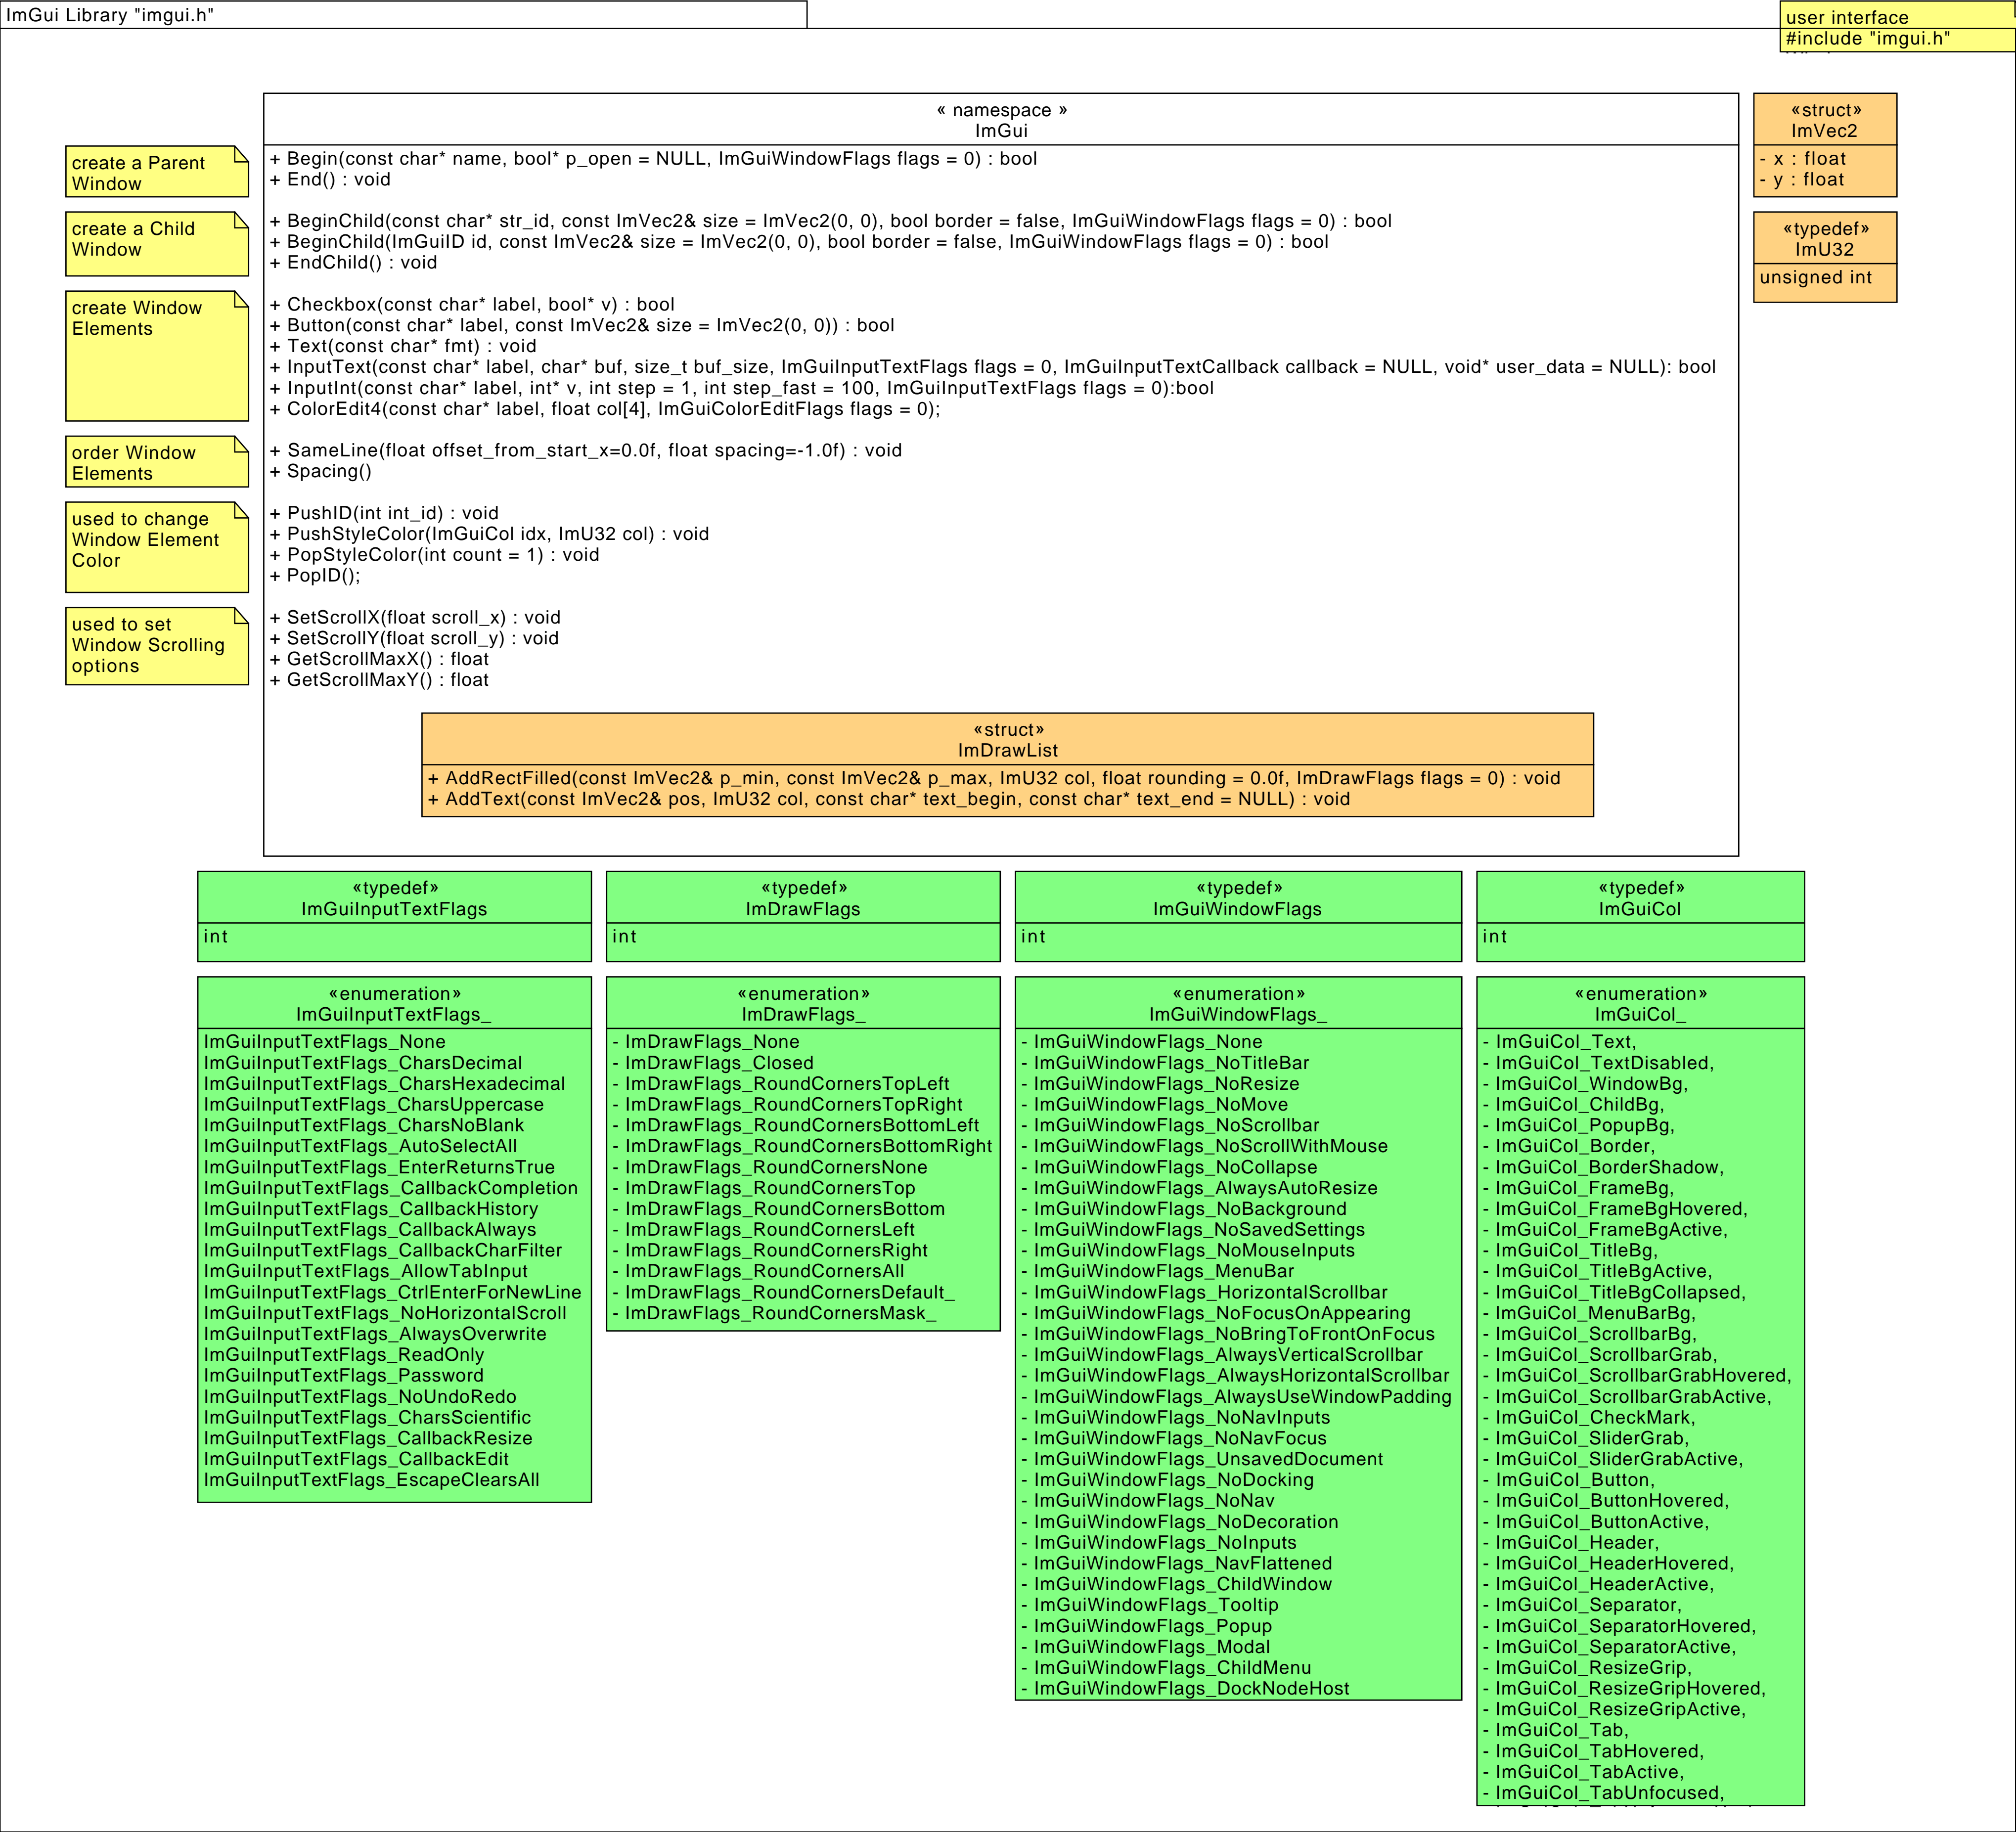 ImGui Library "imgui.h"
user interface
#include "imgui.h"
« namespace »
ImGui
+ Begin(const char* name, bool* p_open = NULL, ImGuiWindowFlags flags = 0) : bool
+ End() : void
+ BeginChild(const char* str_id, const ImVec2& size = ImVec2(0, 0), bool border = false, ImGuiWindowFlags flags = 0) : bool
+ BeginChild(ImGuiID id, const ImVec2& size = ImVec2(0, 0), bool border = false, ImGuiWindowFlags flags = 0) : bool
+ EndChild() : void
+ Checkbox(const char* label, bool* v) : bool
+ Button(const char* label, const ImVec2& size = ImVec2(0, 0)) : bool
+ Text(const char* fmt) : void
+ InputText(const char* label, char* buf, size_t buf_size, ImGuiInputTextFlags flags = 0, ImGuiInputTextCallback callback = NULL, void* user_data = NULL): bool
+ InputInt(const char* label, int* v, int step = 1, int step_fast = 100, ImGuiInputTextFlags flags = 0):bool
+ ColorEdit4(const char* label, float col[4], ImGuiColorEditFlags flags = 0);
+ SameLine(float offset_from_start_x=0.0f, float spacing=-1.0f) : void
+ Spacing()
+ PushID(int int_id) : void
+ PushStyleColor(ImGuiCol idx, ImU32 col) : void
+ PopStyleColor(int count = 1) : void
+ PopID();
+ SetScrollX(float scroll_x) : void
+ SetScrollY(float scroll_y) : void
+ GetScrollMaxX() : float
+ GetScrollMaxY() : float
create a Parent
Window
create a Child
Window
create Window
Elements
order Window
Elements
used to change
Window Element
Color
used to set
Window Scrolling
options
«struct»
ImVec2
- x : float
- y : float
«typedef»
ImU32
unsigned int
«struct»
ImDrawList
+ AddRectFilled(const ImVec2& p_min, const ImVec2& p_max, ImU32 col, float rounding = 0.0f, ImDrawFlags flags = 0) : void
+ AddText(const ImVec2& pos, ImU32 col, const char* text_begin, const char* text_end = NULL) : void
«typedef»
ImGuiInputTextFlags
int
«typedef»
ImDrawFlags
int
«typedef»
ImGuiWindowFlags
int
«typedef»
ImGuiCol
int
«enumeration»
ImGuiInputTextFlags_
ImGuiInputTextFlags_None
ImGuiInputTextFlags_CharsDecimal
ImGuiInputTextFlags_CharsHexadecimal
ImGuiInputTextFlags_CharsUppercase
ImGuiInputTextFlags_CharsNoBlank
ImGuiInputTextFlags_AutoSelectAll
ImGuiInputTextFlags_EnterReturnsTrue
ImGuiInputTextFlags_CallbackCompletion
ImGuiInputTextFlags_CallbackHistory
ImGuiInputTextFlags_CallbackAlways
ImGuiInputTextFlags_CallbackCharFilter
ImGuiInputTextFlags_AllowTabInput
ImGuiInputTextFlags_CtrlEnterForNewLine
ImGuiInputTextFlags_NoHorizontalScroll
ImGuiInputTextFlags_AlwaysOverwrite
ImGuiInputTextFlags_ReadOnly
ImGuiInputTextFlags_Password
ImGuiInputTextFlags_NoUndoRedo
ImGuiInputTextFlags_CharsScientific
ImGuiInputTextFlags_CallbackResize
ImGuiInputTextFlags_CallbackEdit
ImGuiInputTextFlags_EscapeClearsAll
«enumeration»
ImDrawFlags_
- ImDrawFlags_None
- ImDrawFlags_Closed
- ImDrawFlags_RoundCornersTopLeft
- ImDrawFlags_RoundCornersTopRight
- ImDrawFlags_RoundCornersBottomLeft
- ImDrawFlags_RoundCornersBottomRight
- ImDrawFlags_RoundCornersNone
- ImDrawFlags_RoundCornersTop
- ImDrawFlags_RoundCornersBottom
- ImDrawFlags_RoundCornersLeft
- ImDrawFlags_RoundCornersRight
- ImDrawFlags_RoundCornersAll
- ImDrawFlags_RoundCornersDefault_
- ImDrawFlags_RoundCornersMask_
«enumeration»
ImGuiWindowFlags_
- ImGuiWindowFlags_None
- ImGuiWindowFlags_NoTitleBar
- ImGuiWindowFlags_NoResize
- ImGuiWindowFlags_NoMove
- ImGuiWindowFlags_NoScrollbar
- ImGuiWindowFlags_NoScrollWithMouse
- ImGuiWindowFlags_NoCollapse
- ImGuiWindowFlags_AlwaysAutoResize
- ImGuiWindowFlags_NoBackground
- ImGuiWindowFlags_NoSavedSettings
- ImGuiWindowFlags_NoMouseInputs
- ImGuiWindowFlags_MenuBar
- ImGuiWindowFlags_HorizontalScrollbar
- ImGuiWindowFlags_NoFocusOnAppearing
- ImGuiWindowFlags_NoBringToFrontOnFocus
- ImGuiWindowFlags_AlwaysVerticalScrollbar
- ImGuiWindowFlags_AlwaysHorizontalScrollbar
- ImGuiWindowFlags_AlwaysUseWindowPadding
- ImGuiWindowFlags_NoNavInputs
- ImGuiWindowFlags_NoNavFocus
- ImGuiWindowFlags_UnsavedDocument
- ImGuiWindowFlags_NoDocking
- ImGuiWindowFlags_NoNav
- ImGuiWindowFlags_NoDecoration
- ImGuiWindowFlags_NoInputs
- ImGuiWindowFlags_NavFlattened
- ImGuiWindowFlags_ChildWindow
- ImGuiWindowFlags_Tooltip
- ImGuiWindowFlags_Popup
- ImGuiWindowFlags_Modal
- ImGuiWindowFlags_ChildMenu
- ImGuiWindowFlags_DockNodeHost
«enumeration»
ImGuiCol_
- ImGuiCol_Text,
- ImGuiCol_TextDisabled,
- ImGuiCol_WindowBg,
- ImGuiCol_ChildBg,
- ImGuiCol_PopupBg,
- ImGuiCol_Border,
- ImGuiCol_BorderShadow,
- ImGuiCol_FrameBg,
- ImGuiCol_FrameBgHovered,
- ImGuiCol_FrameBgActive,
- ImGuiCol_TitleBg,
- ImGuiCol_TitleBgActive,
- ImGuiCol_TitleBgCollapsed,
- ImGuiCol_MenuBarBg,
- ImGuiCol_ScrollbarBg,
- ImGuiCol_ScrollbarGrab,
- ImGuiCol_ScrollbarGrabHovered,
- ImGuiCol_ScrollbarGrabActive,
- ImGuiCol_CheckMark,
- ImGuiCol_SliderGrab,
- ImGuiCol_SliderGrabActive,
- ImGuiCol_Button,
- ImGuiCol_ButtonHovered,
- ImGuiCol_ButtonActive,
- ImGuiCol_Header,
- ImGuiCol_HeaderHovered,
- ImGuiCol_HeaderActive,
- ImGuiCol_Separator,
- ImGuiCol_SeparatorHovered,
- ImGuiCol_SeparatorActive,
- ImGuiCol_ResizeGrip,
- ImGuiCol_ResizeGripHovered,
- ImGuiCol_ResizeGripActive,
- ImGuiCol_Tab,
- ImGuiCol_TabHovered,
- ImGuiCol_TabActive,
- ImGuiCol_TabUnfocused,